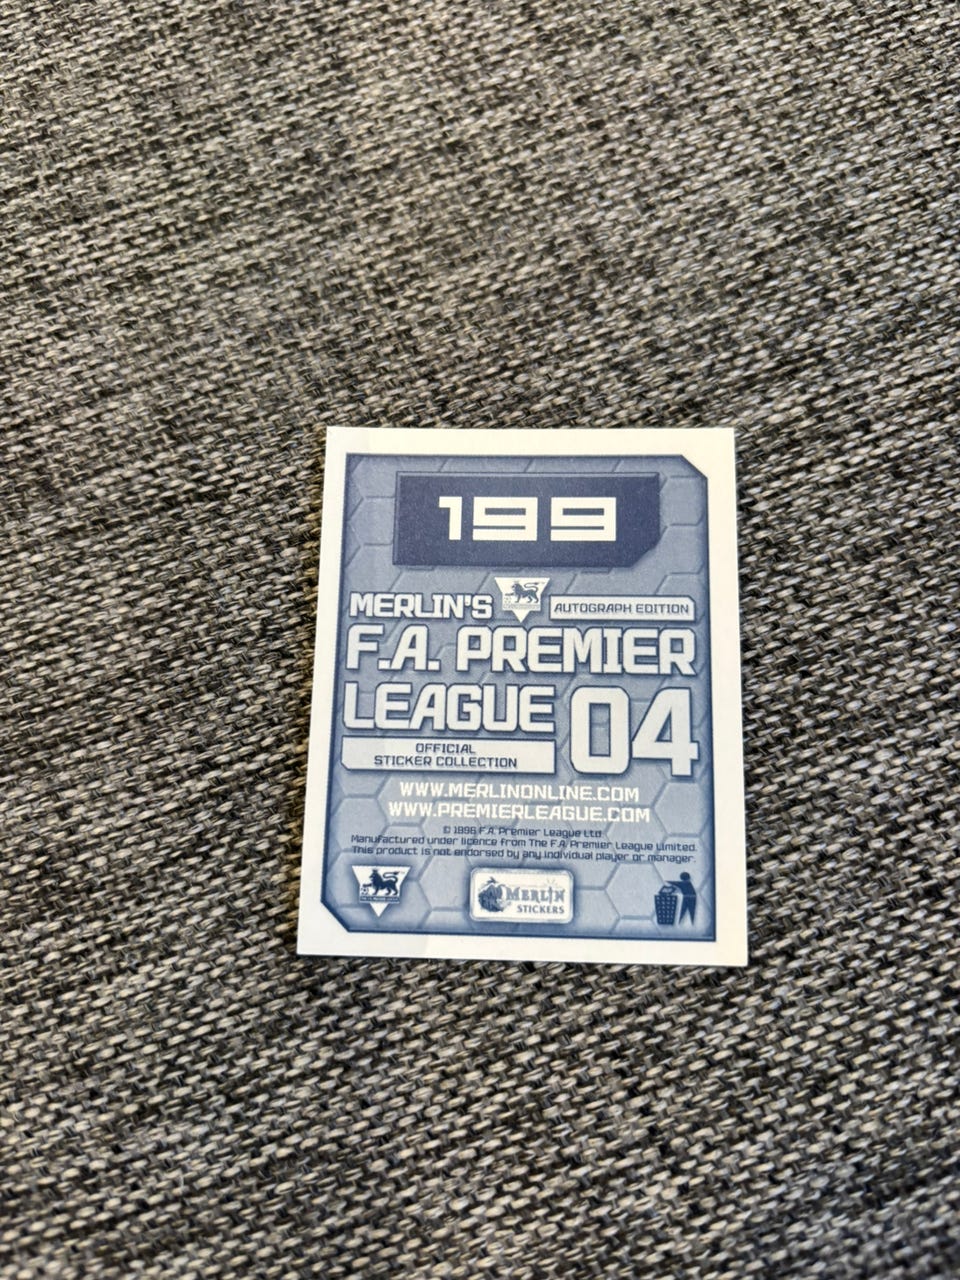 199
MERLIN'S
AUTOGRAPH EDITION
F.A. PREMIER
LEAGUE 04
OFFICIAL
STICKER COLLECTION
WWW.MERLINONLINE.COM
WWW.PREMIERLEAGUE.COM
© 1996 F.A. Premier League Ltd
Manufactured under licence from The F.A. Premier League Limited.
This product is not endorsed by any individual player or manager.
MERLIN
STICKERS